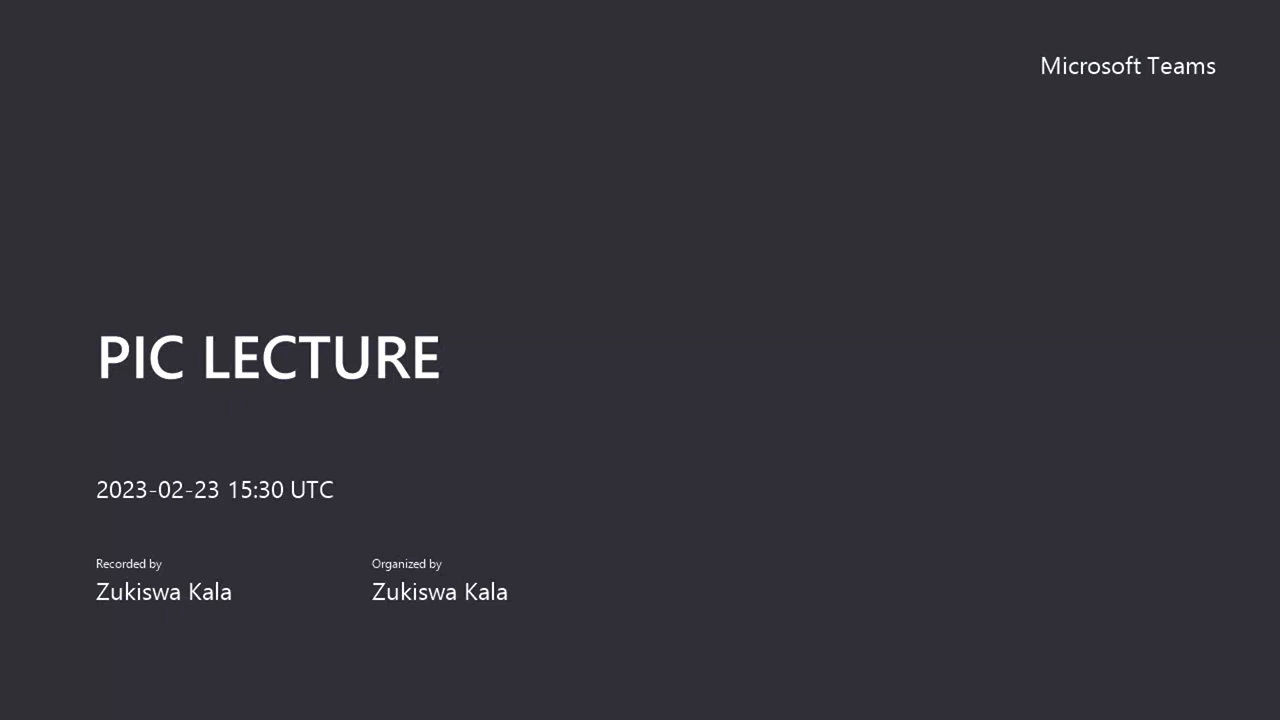 Microsoft Teams
PIC LECTURE
2023-02-23 15:30 UTC
Recorded by
Zukiswa Kala
Organized by
Zukiswa Kala